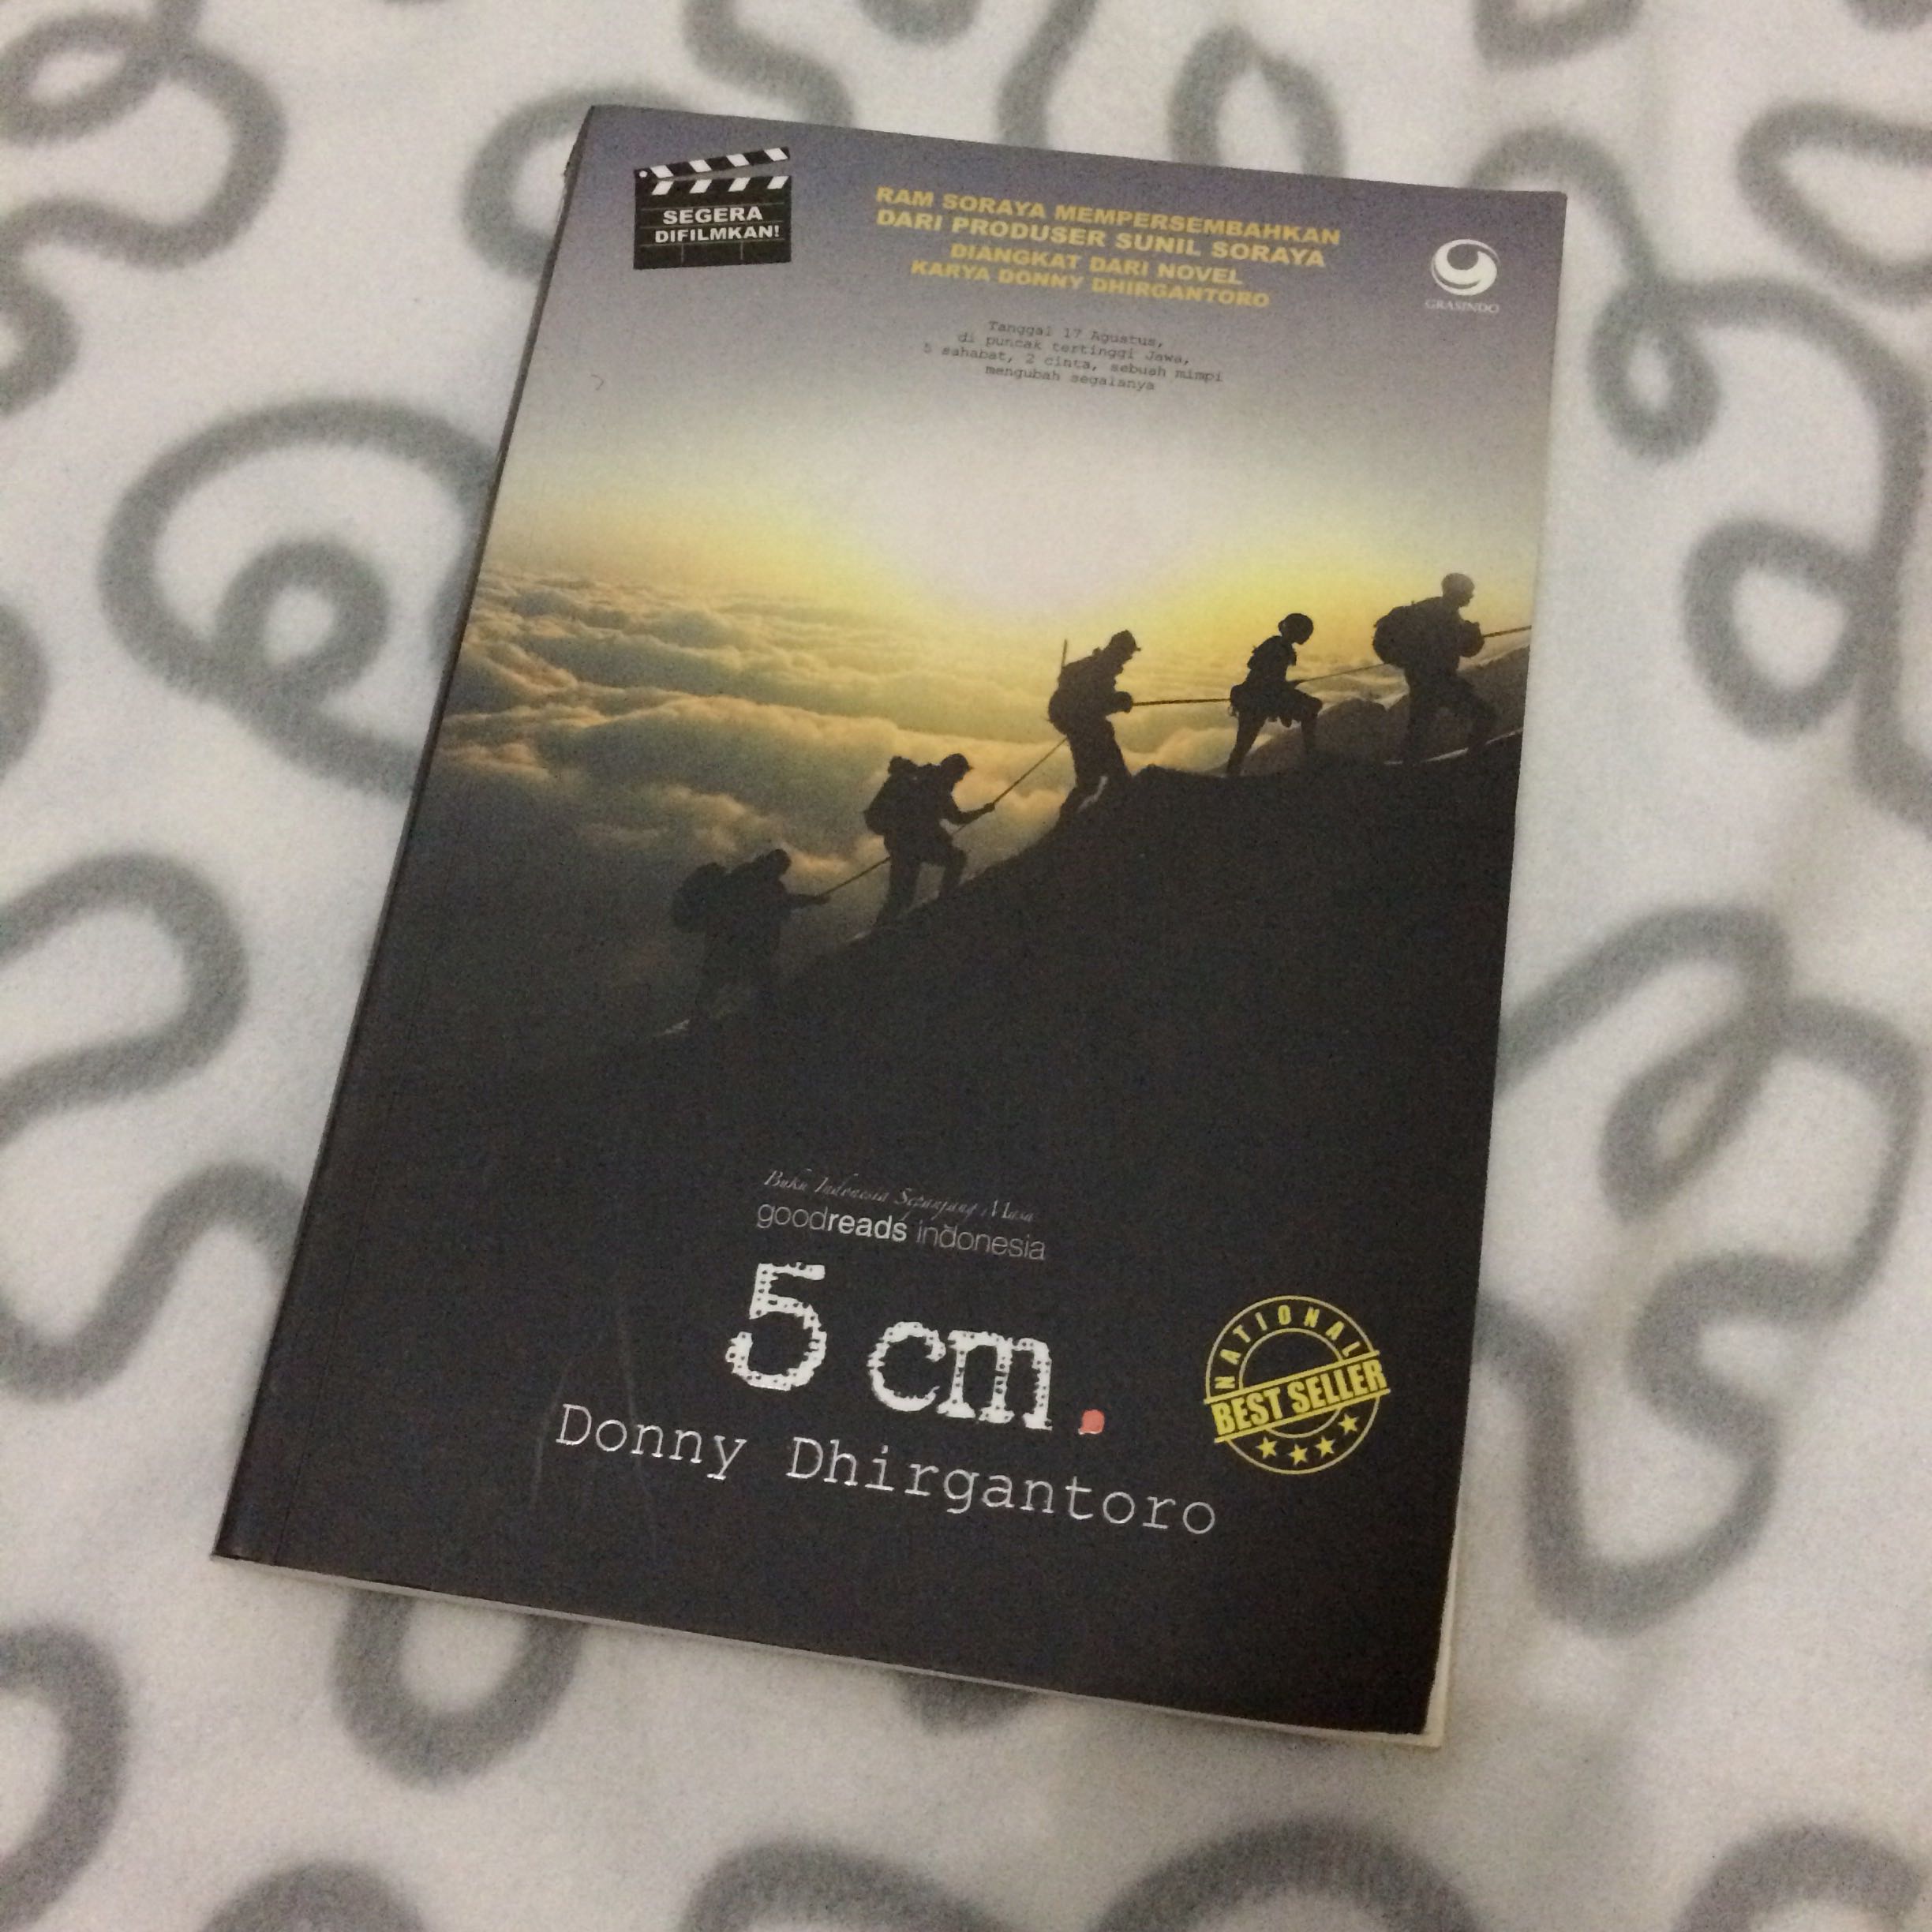 SEGERA
DIFILMKAN!
RAM SORAYA MEMPERSEMBAHKAN
DARI PRODUSER SUNIL SORAYA
DIANGKAT DARI NOVEL
KARYA DONNY DHIRGANTORO
GRASINDO
Tanggal 17 Agustus,
di puncak tertinggi Jawa,
5 sahabat, 2 cinta, sebuah mimpi
mengubah segalanya
Buku Indonesia Sepanjang Masa
goodreads indonesia
5 cm.
Donny Dhirgantoro
NATIONAL
BEST SELLER